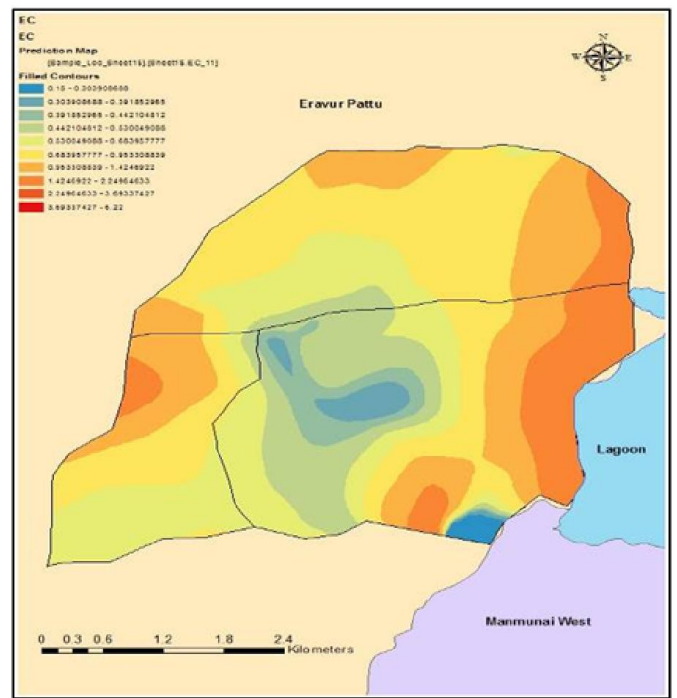 EC
EC
Prediction Map
[Sample_Loc_Sheet15].[Sheet15.EC_11]
Filled Contours
0.18 - 0.303908688
0.303908688 - 0.391852965
0.391852965 - 0.442104812
0.442104812 - 0.530049088
0.530049088 - 0.683957777
0.683957777 - 0.953308839
0.953308839 - 1.4246922
1.4246922 - 2.24964633
2.24964633 - 3.69337427
3.69337427 - 6.22
N
W E
S
Eravur Pattu
Lagoon
Manmunai West
0 0.3 0.6 1.2 1.8 2.4
Kilometers